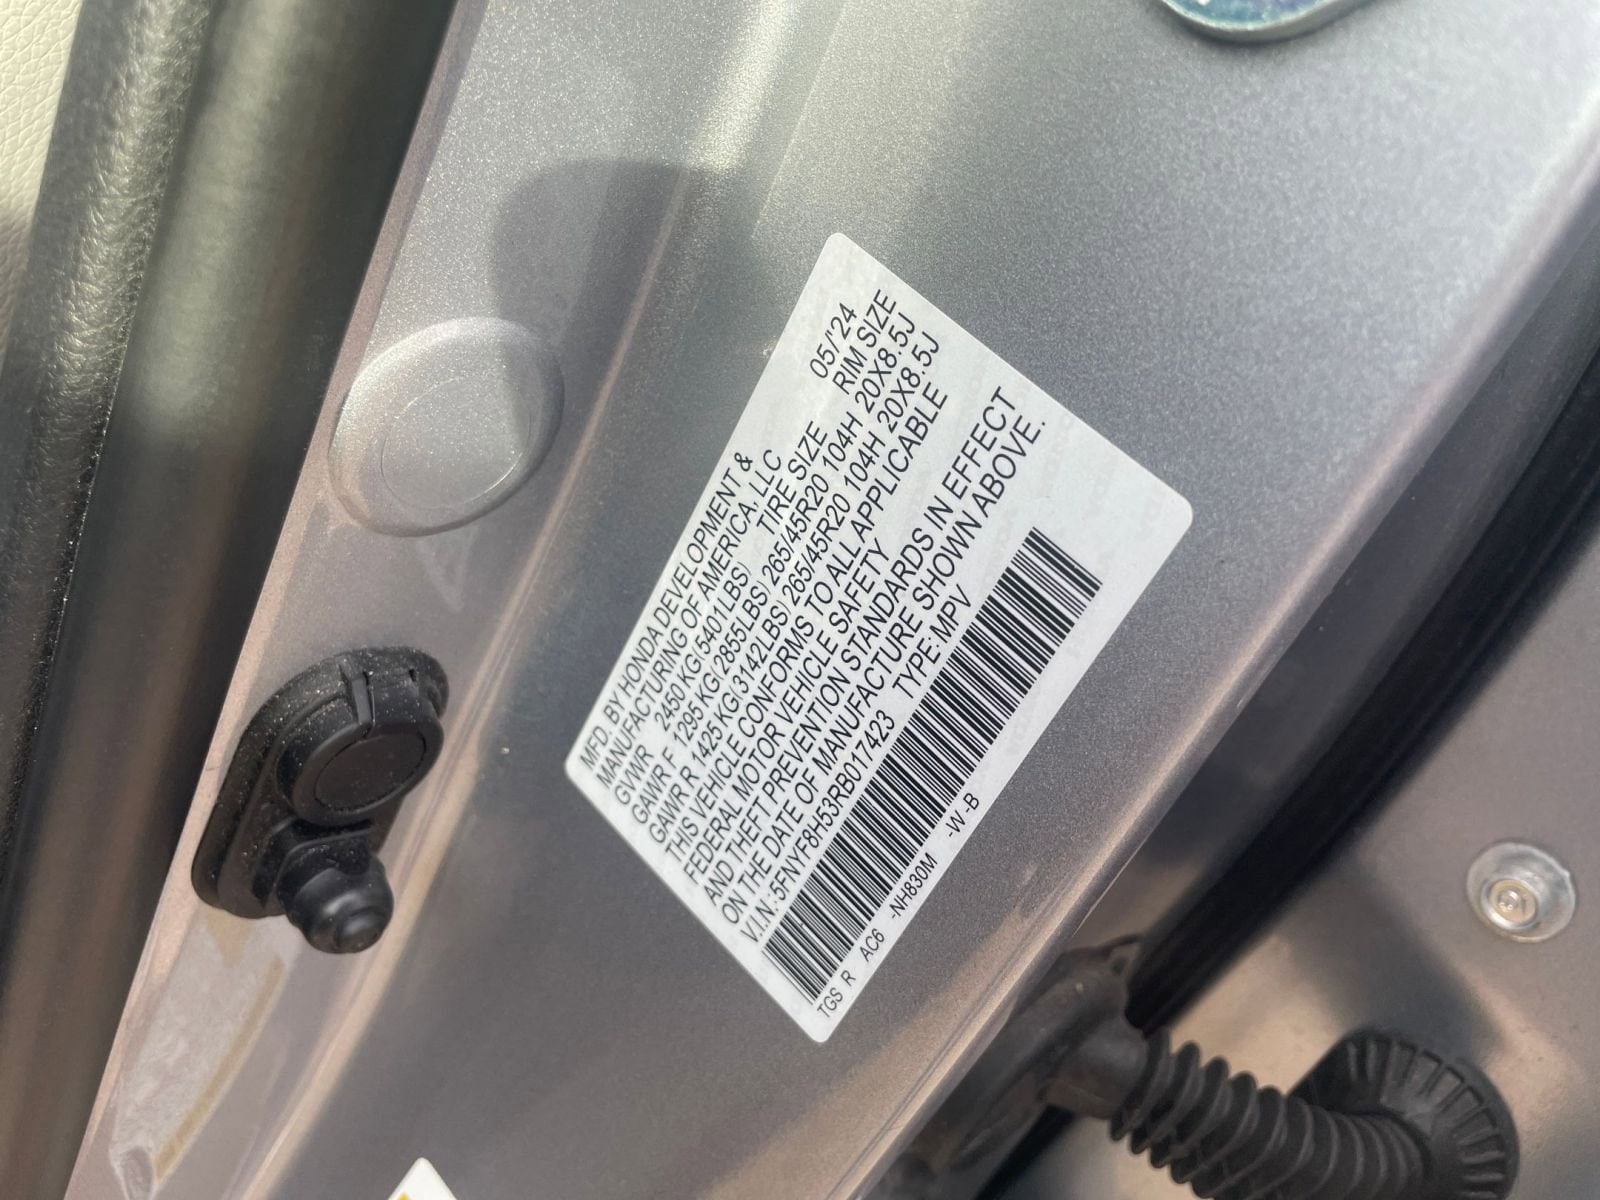 MFD. BY HONDA DEVELOPMENT &
MANUFACTURING OF AMERICA, LLC 05/'24
GVWR 2450 KG( 5401LBS) TIRE SIZE RIM SIZE
GAWR F 1295 KG( 2855LBS) 265/45R20 104H 20X8.5J
GAWR R 1425 KG( 3142LBS) 265/45R20 104H 20X8.5J
THIS VEHICLE CONFORMS TO ALL APPLICABLE
FEDERAL MOTOR VEHICLE SAFETY
AND THEFT PREVENTION STANDARDS IN EFFECT
ON THE DATE OF MANUFACTURE SHOWN ABOVE.
V.I.N.:5FNYF8H53RB017423 TYPE:MPV
TGS R AC6 -NH830M -W -B